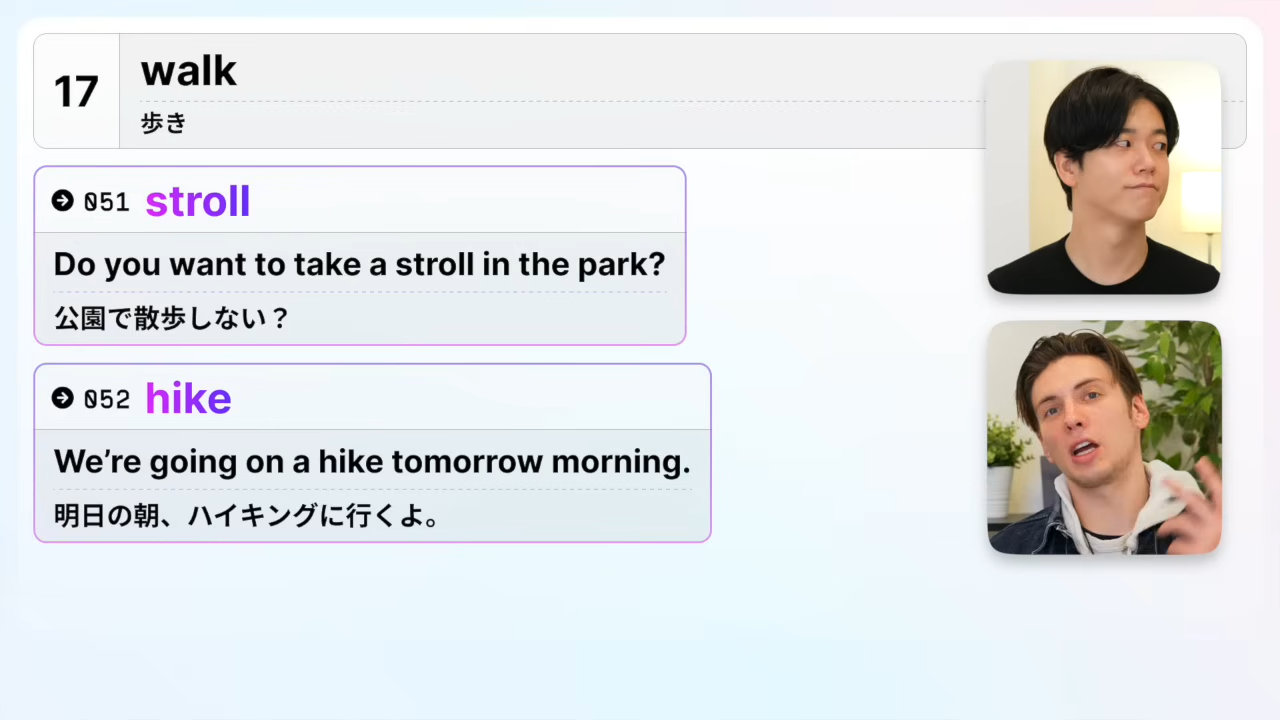 17
walk
歩き
051 stroll
Do you want to take a stroll in the park?
公園で散歩しない？
052 hike
We’re going on a hike tomorrow morning.
明日の朝、ハイキングに行くよ。